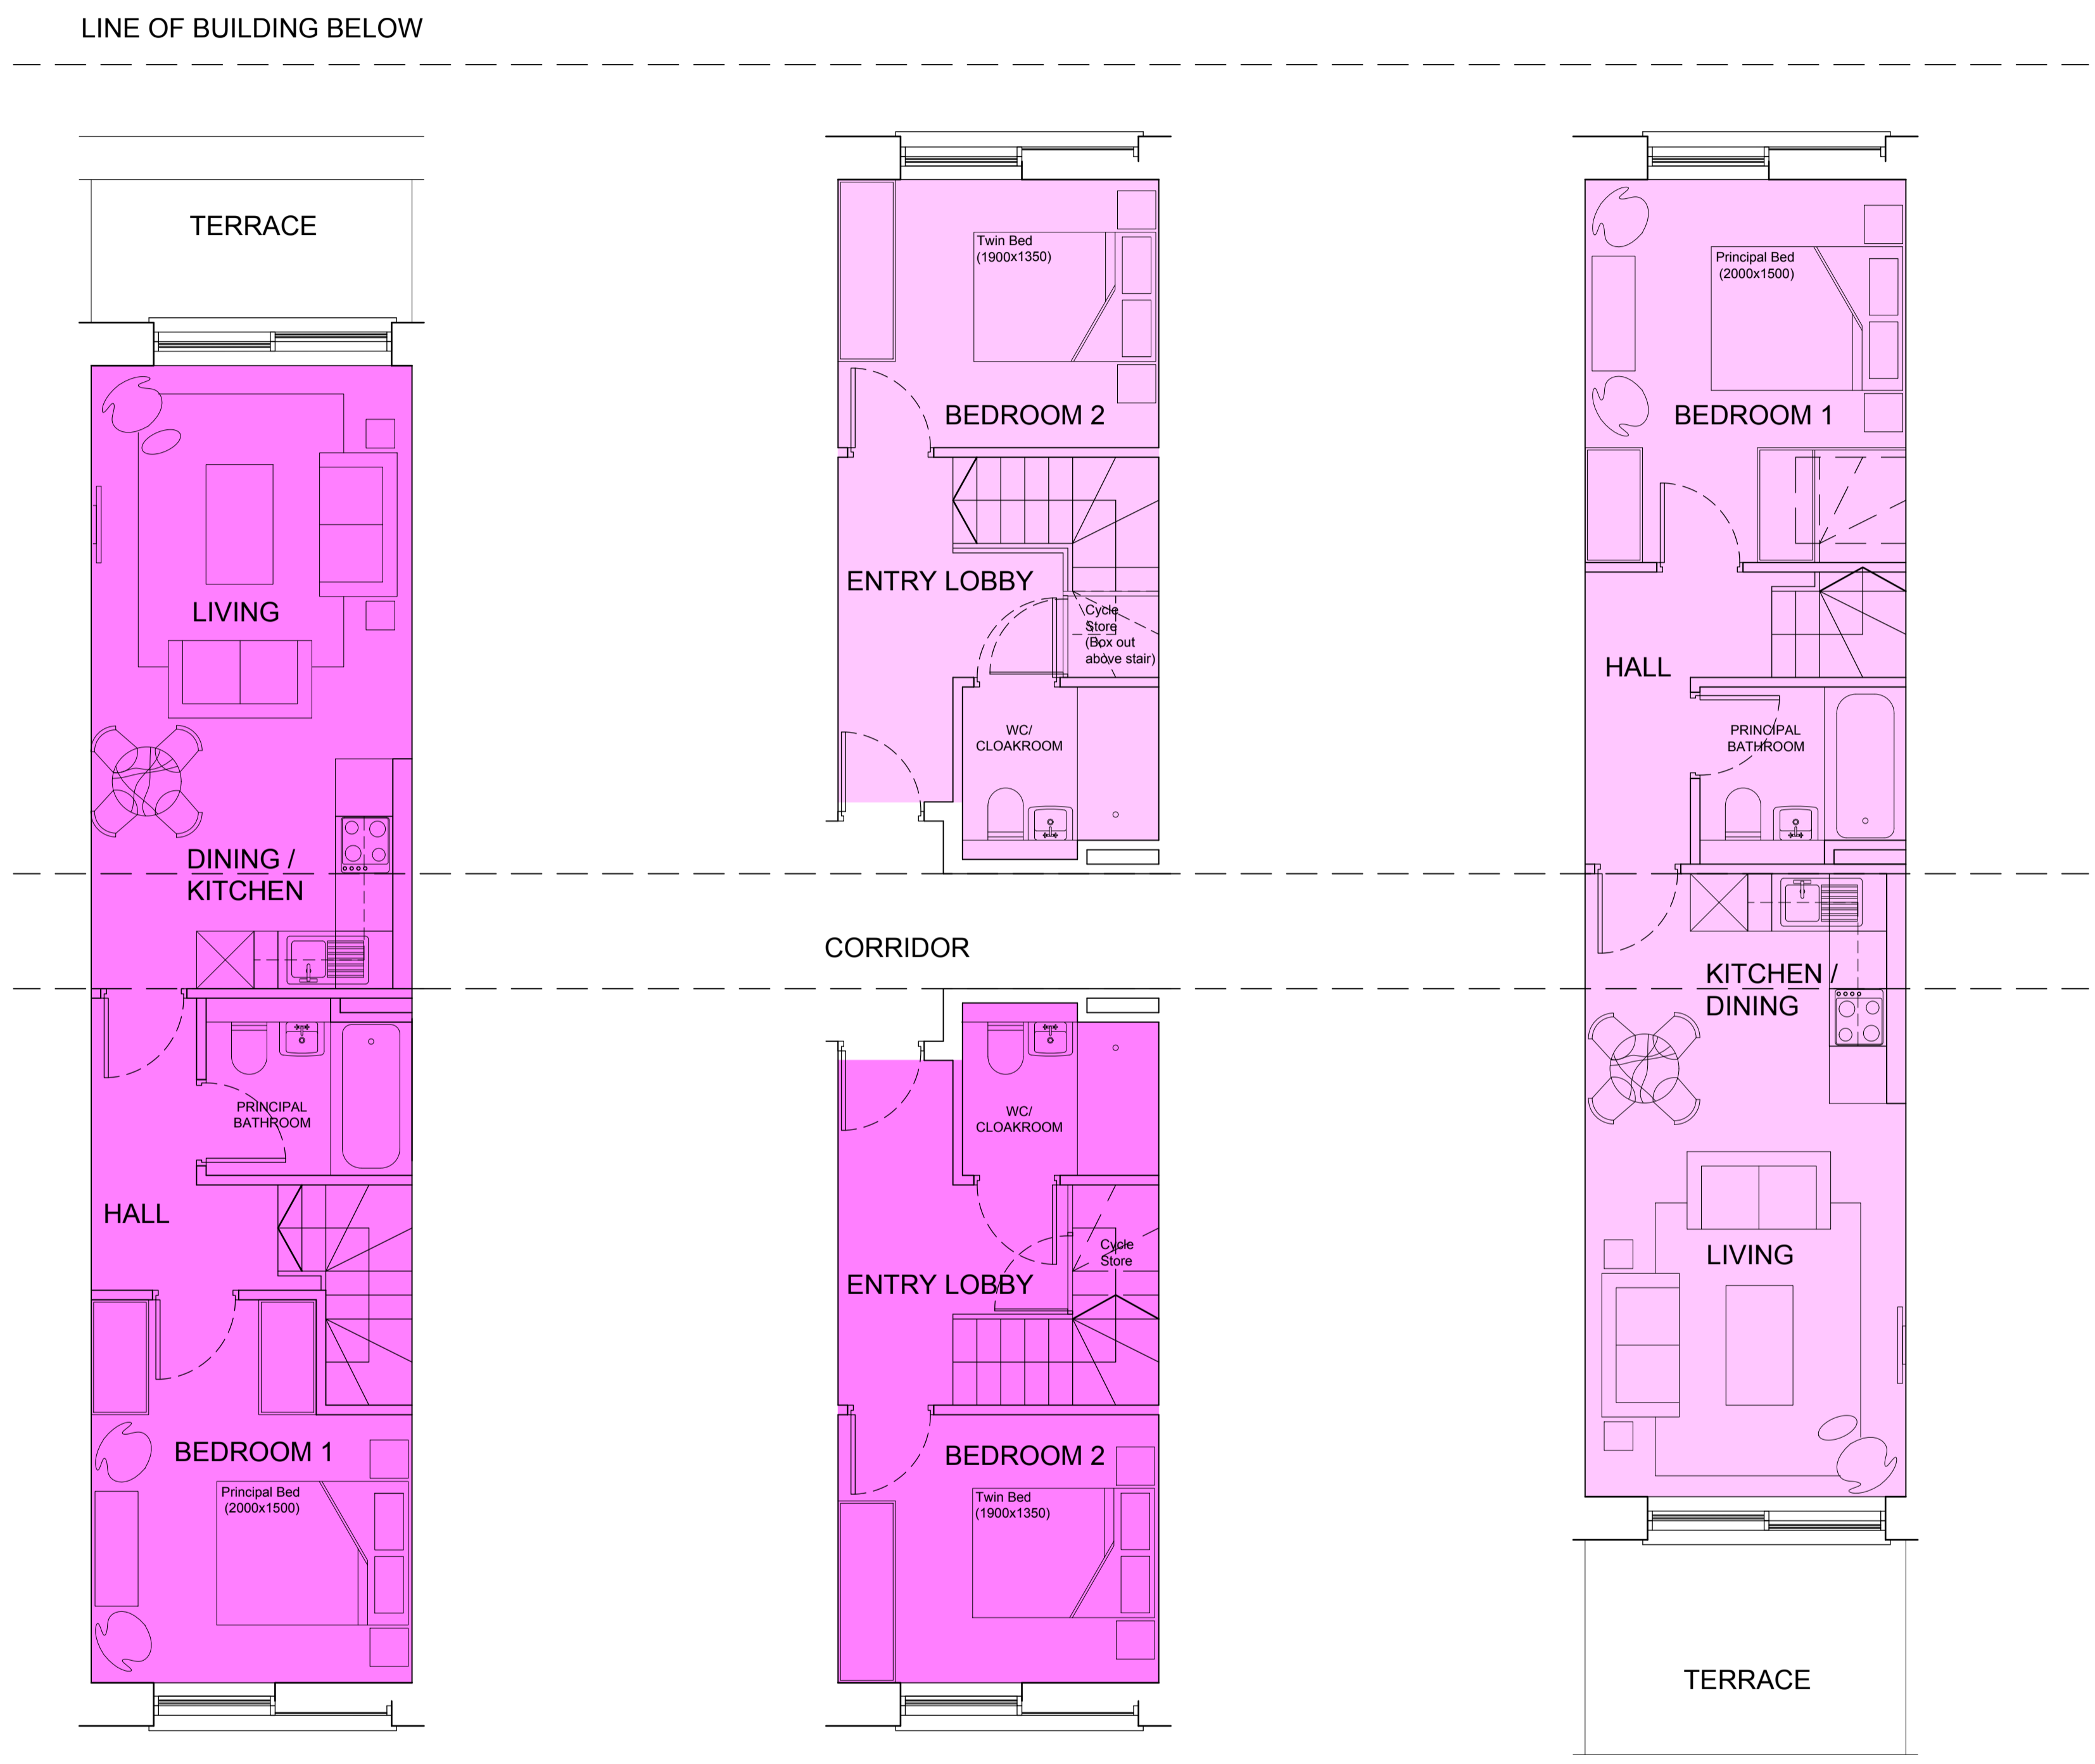 LINE OF BUILDING BELOW
TERRACE
LIVING
DINING /
KITCHEN
PRINCIPAL
BATHROOM
HALL
BEDROOM 1
Principal Bed
(2000x1500)
Twin Bed
(1900x1350)
BEDROOM 2
ENTRY LOBBY
Cycle
Store
(Box out
above stair)
WC/
CLOAKROOM
CORRIDOR
WC/
CLOAKROOM
Cycle
Store
ENTRY LOBBY
BEDROOM 2
Twin Bed
(1900x1350)
Principal Bed
(2000x1500)
BEDROOM 1
HALL
PRINCIPAL
BATHROOM
KITCHEN /
DINING
LIVING
TERRACE